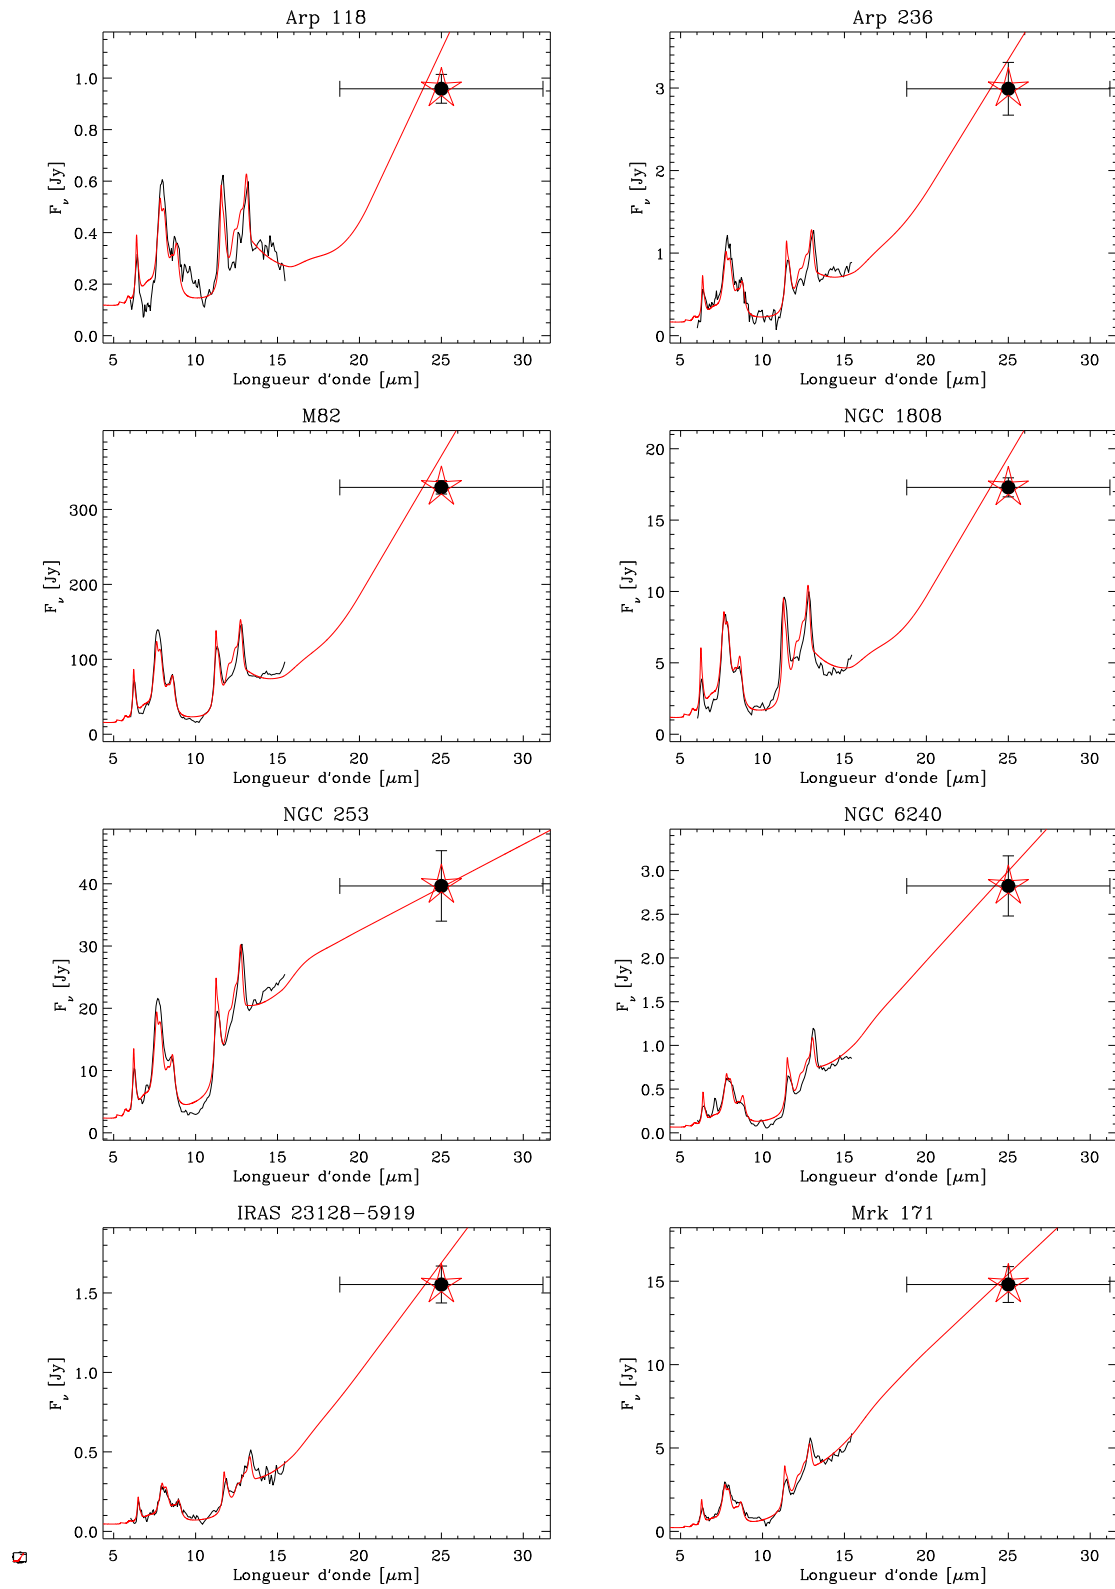 Arp 118
Arp 236
1.0
0.8
0.6
0.4
0.2
0.0
Fν [Jy]
5 10 15 20 25 30
Longueur d'onde [μm]
3
2
1
0
Fν [Jy]
5 10 15 20 25 30
Longueur d'onde [μm]
M82
NGC 1808
300
200
100
0
Fν [Jy]
5 10 15 20 25 30
Longueur d'onde [μm]
20
15
10
5
0
Fν [Jy]
5 10 15 20 25 30
Longueur d'onde [μm]
NGC 253
NGC 6240
40
30
20
10
0
Fν [Jy]
5 10 15 20 25 30
Longueur d'onde [μm]
3.0
2.5
2.0
1.5
1.0
0.5
0.0
Fν [Jy]
5 10 15 20 25 30
Longueur d'onde [μm]
IRAS 23128−5919
Mrk 171
1.5
1.0
0.5
0.0
Fν [Jy]
5 10 15 20 25 30
Longueur d'onde [μm]
15
10
5
0
Fν [Jy]
5 10 15 20 25 30
Longueur d'onde [μm]